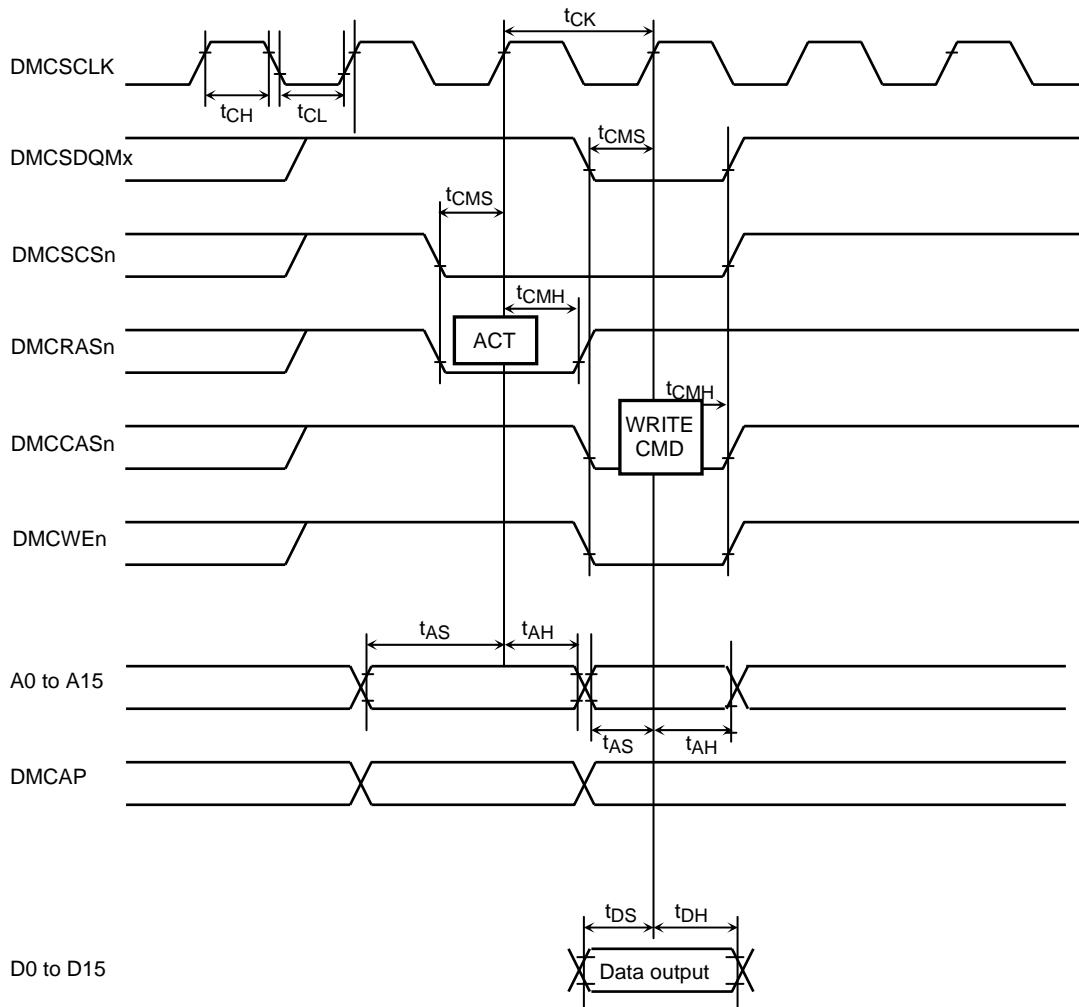 tCK
DMCSCLK
tCH
tCL
tCMS
DMCSDQMx
tCMS
DMCSCSn
tCMH
ACT
DMCRASn
tCMH
WRITE
CMD
DMCCASn
DMCWEn
tAS
tAH
A0 to A15
tAS
tAH
DMCAP
tDS
tDH
D0 to D15
Data output